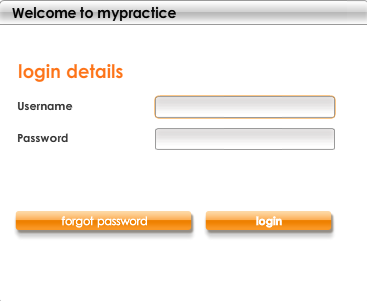 Welcome to mypractice
login details
Username
Password
forgot password login